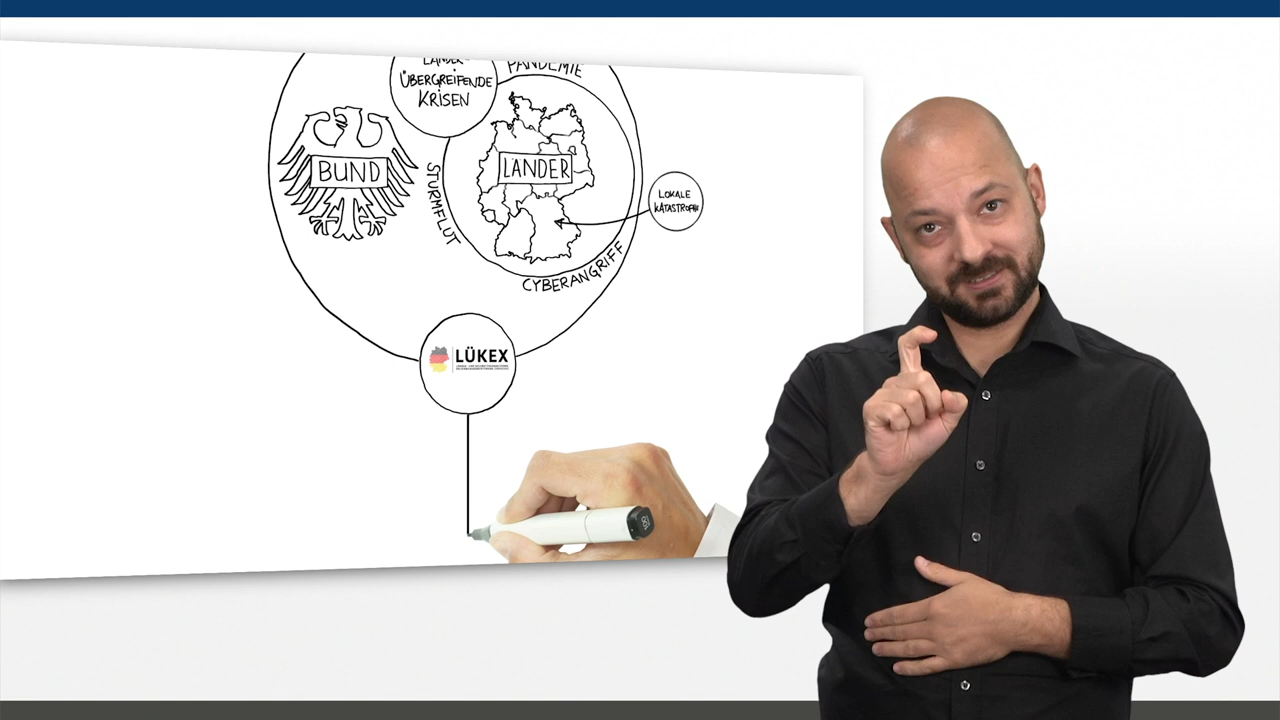 LÄNDER-
ÜBERGREIFENDE
KRISEN
PANDEMIE
BUND
LÄNDER
STURMFLUT
LOKALE
KATASTROPHE
CYBERANGRIFF
LÜKEX